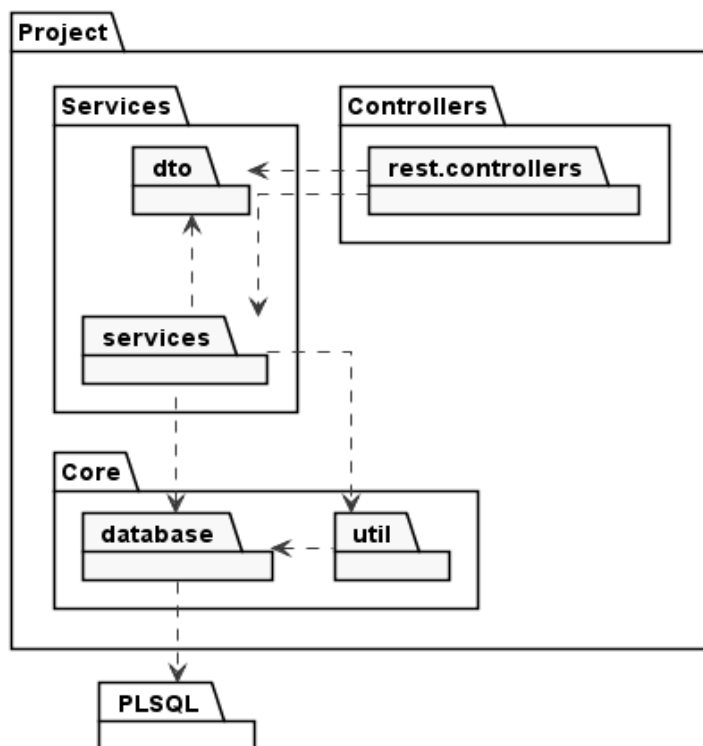 Project
Services
Controllers
dto
rest.controllers
services
Core
database
util
PLSQL